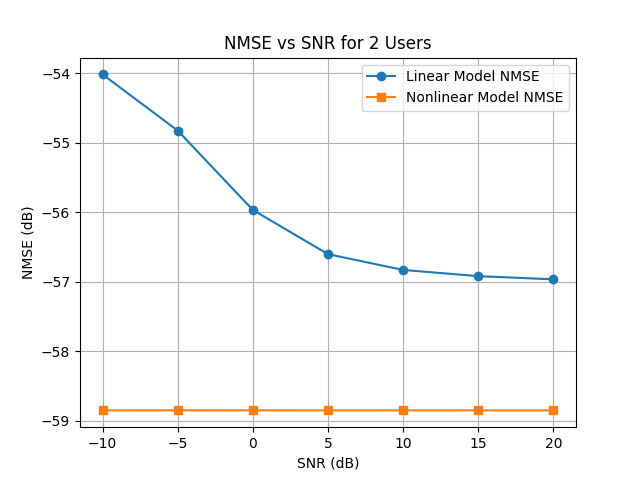 NMSE vs SNR for 2 Users
Linear Model NMSE
Nonlinear Model NMSE
NMSE (dB)
−54
−55
−56
−57
−58
−59
−10
−5
0
5
10
15
20
SNR (dB)